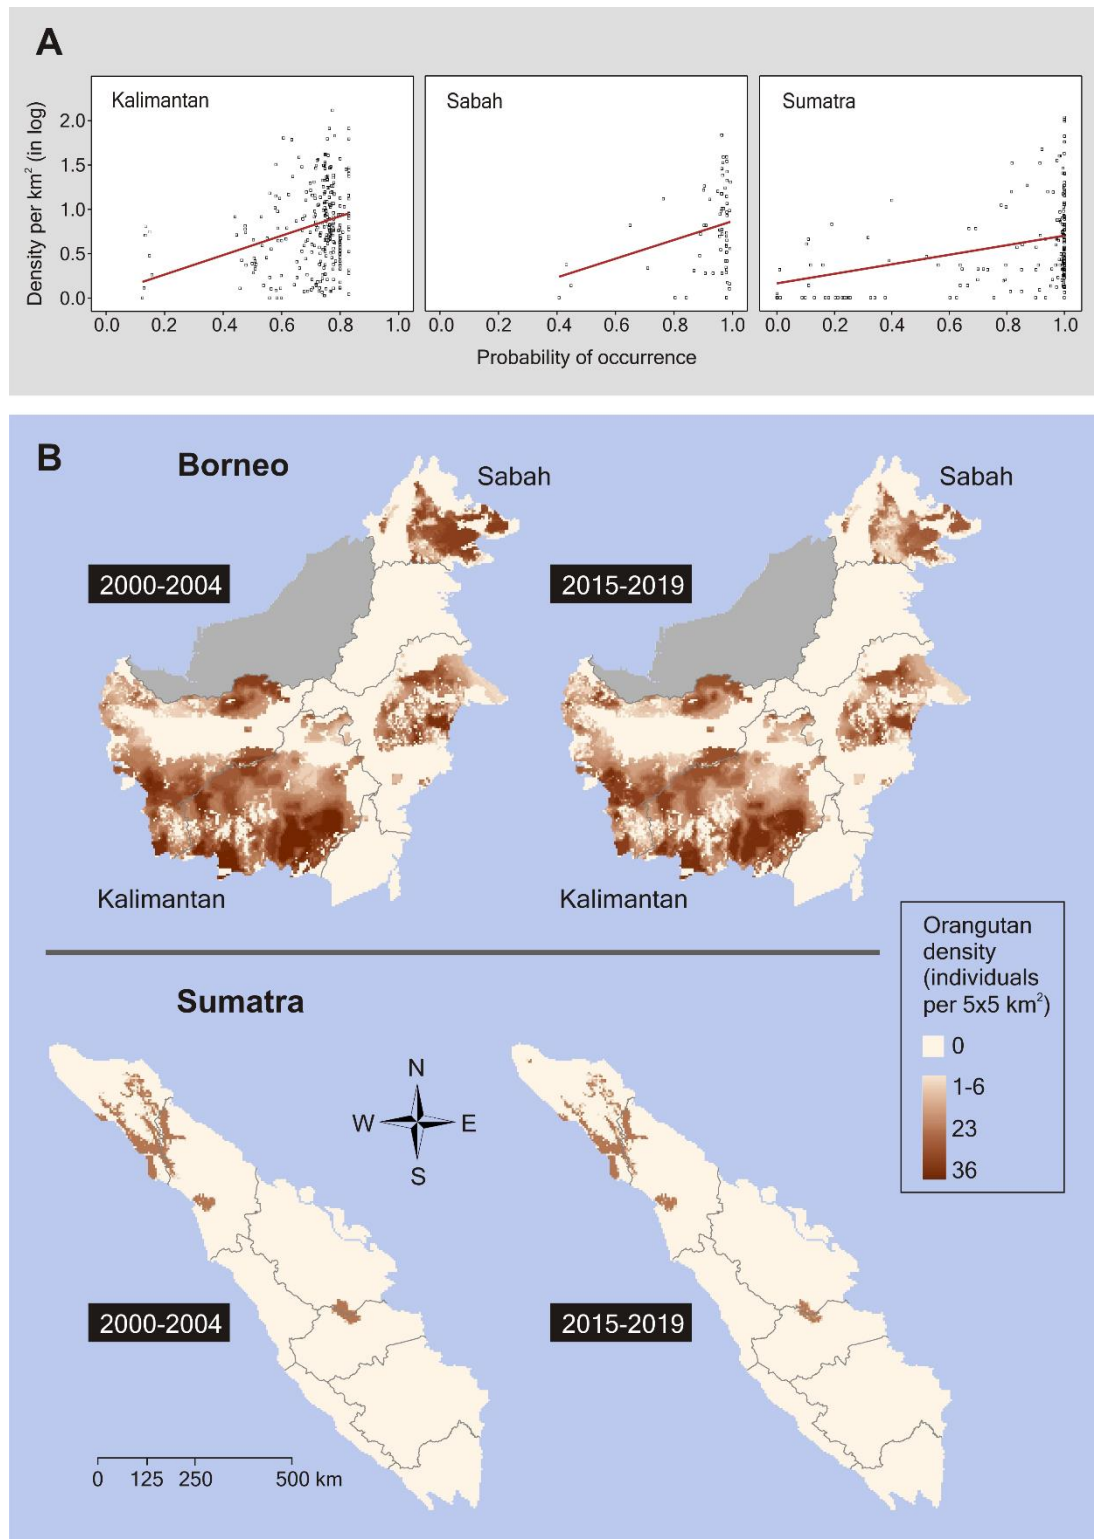 A
Kalimantan
Sabah
Sumatra
Density per km² (in log)
2.0
1.5
1.0
0.5
0.0
0.0 0.2 0.4 0.6 0.8 1.0
0.0 0.2 0.4 0.6 0.8 1.0
0.0 0.2 0.4 0.6 0.8 1.0
Probability of occurrence
B
Borneo
Sabah
Sabah
2000-2004
2015-2019
Kalimantan
Kalimantan
Orangutan
density
(individuals
per 5x5 km²)
0
1-6
23
36
Sumatra
N
W E
S
2000-2004
2015-2019
0 125 250 500 km